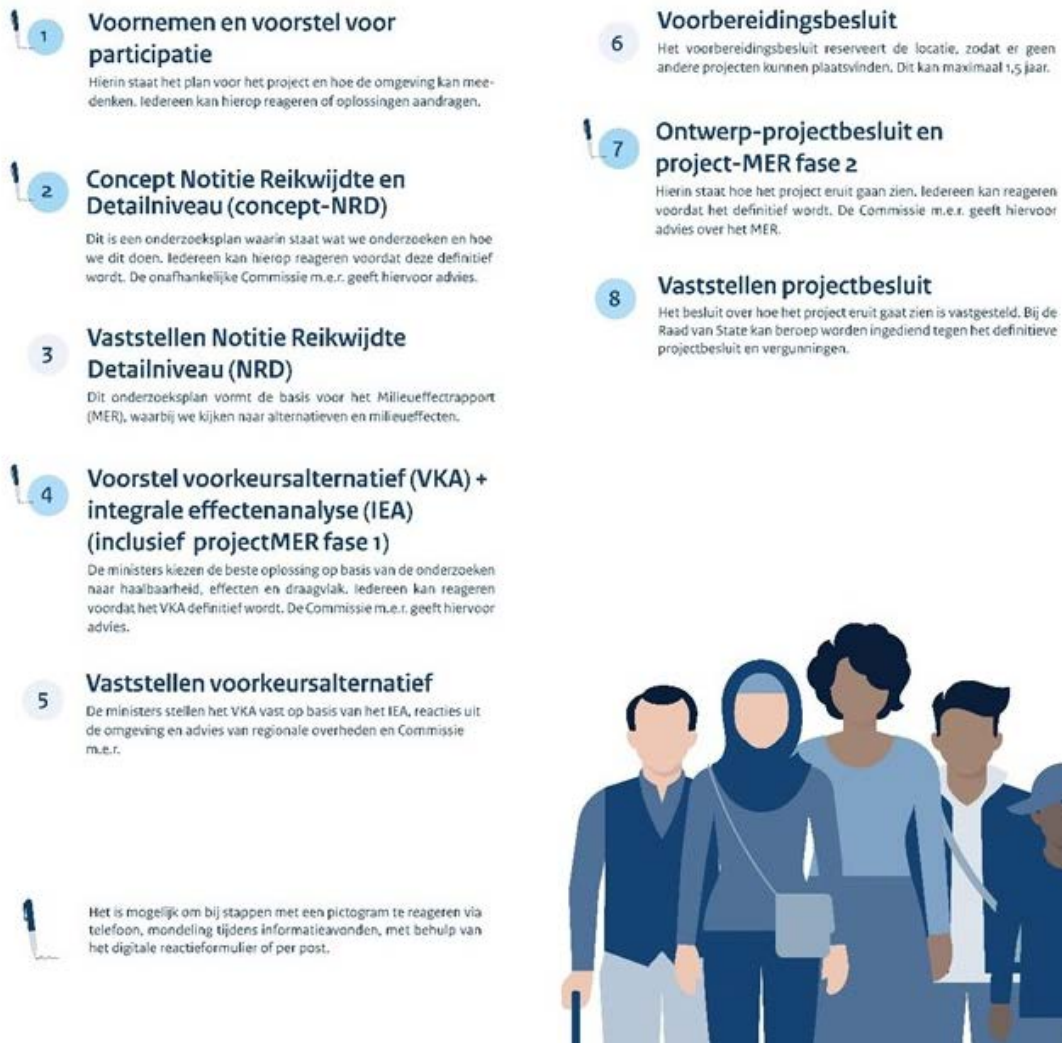 1
Voornemen en voorstel voor
participatie
Hierin staat het plan voor het project en hoe de omgeving kan mee-
denken. Iedereen kan hierop reageren of oplossingen aandragen.
2
Concept Notitie Reikwijdte en
Detailniveau (concept-NRD)
Dit is een onderzoeksplan waarin staat wat we onderzoeken en hoe
we dit doen. Iedereen kan hierop reageren voordat deze definitief
wordt. De onafhankelijke Commissie m.e.r. geeft hiervoor advies.
3
Vaststellen Notitie Reikwijdte
Detailniveau (NRD)
Dit onderzoeksplan vormt de basis voor het Milieueffectrapport
(MER), waarbij we kijken naar alternatieven en milieueffecten.
4
Voorstel voorkeursalternatief (VKA) +
integrale effectenanalyse (IEA)
(inclusief projectMER fase 1)
De ministers kiezen de beste oplossing op basis van de onderzoeken
naar haalbaarheid, effecten en draagvlak. Iedereen kan reageren
voordat het VKA definitief wordt. De Commissie m.e.r. geeft hiervoor
advies.
5
Vaststellen voorkeursalternatief
De ministers stellen het VKA vast op basis van het IEA, reacties uit
de omgeving en advies van regionale overheden en Commissie
m.e.r.
Het is mogelijk om bij stappen met een pictogram te reageren via
telefoon, mondeling tijdens informatieavonden, met behulp van
het digitale reactieformulier of per post.
6
Voorbereidingsbesluit
Het voorbereidingsbesluit reserveert de locatie, zodat er geen
andere projecten kunnen plaatsvinden. Dit kan maximaal 1,5 jaar.
7
Ontwerp-projectbesluit en
project-MER fase 2
Hierin staat hoe het project eruit gaan zien. Iedereen kan reageren
voordat het definitief wordt. De Commissie m.e.r. geeft hiervoor
advies over het MER.
8
Vaststellen projectbesluit
Het besluit over hoe het project eruit gaat zien is vastgesteld. Bij de
Raad van State kan beroep worden ingediend tegen het definitieve
projectbesluit en vergunningen.